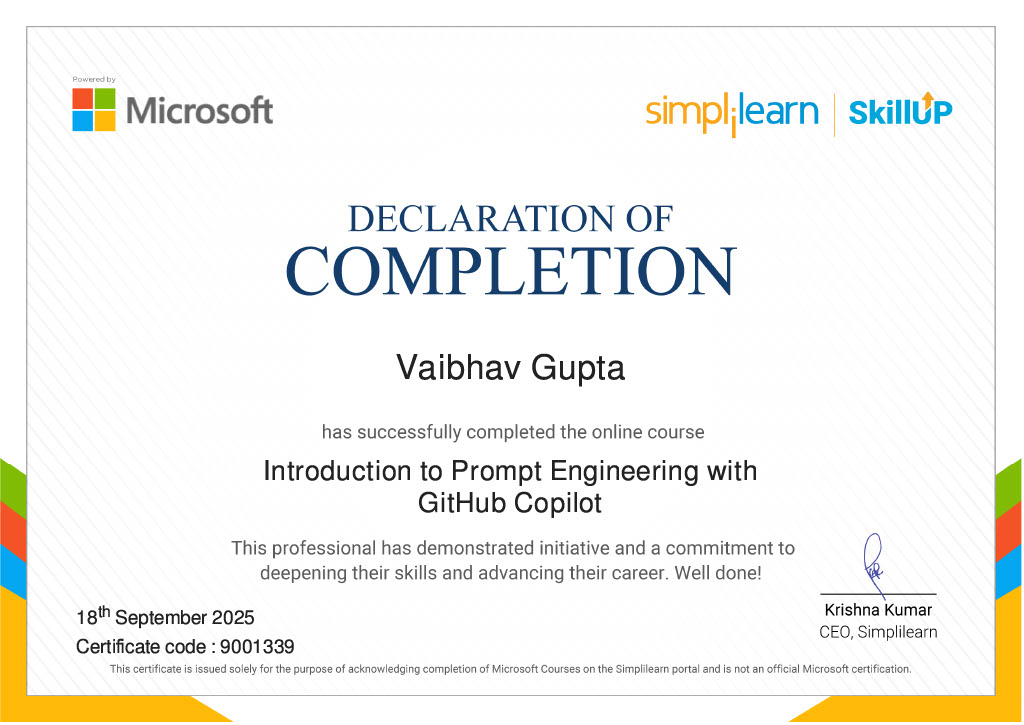 Powered by
Microsoft
simplilearn | SkillUP
DECLARATION OF
COMPLETION
Vaibhav Gupta
has successfully completed the online course
Introduction to Prompt Engineering with
GitHub Copilot
This professional has demonstrated initiative and a commitment to
deepening their skills and advancing their career. Well done!
18th September 2025
Certificate code : 9001339
Krishna Kumar
CEO, Simplilearn
This certificate is issued solely for the purpose of acknowledging completion of Microsoft Courses on the Simplilearn portal and is not an official Microsoft certification.